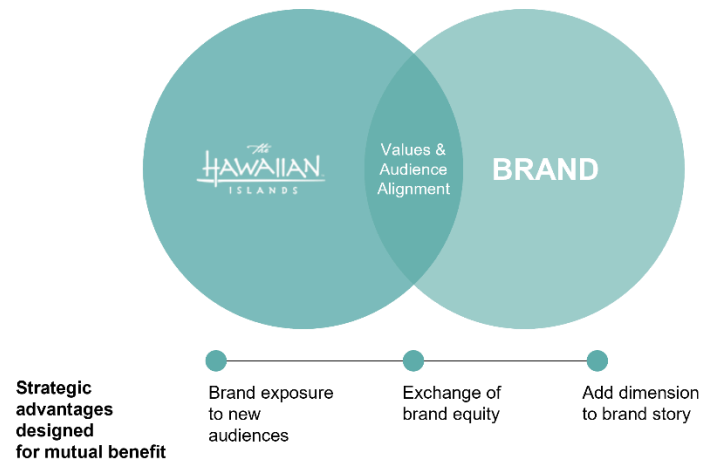 The
HAWAIIAN
ISLANDS
Values &
Audience
Alignment
BRAND
Strategic
advantages
designed
for mutual benefit
Brand exposure
to new
audiences
Exchange of
brand equity
Add dimension
to brand story